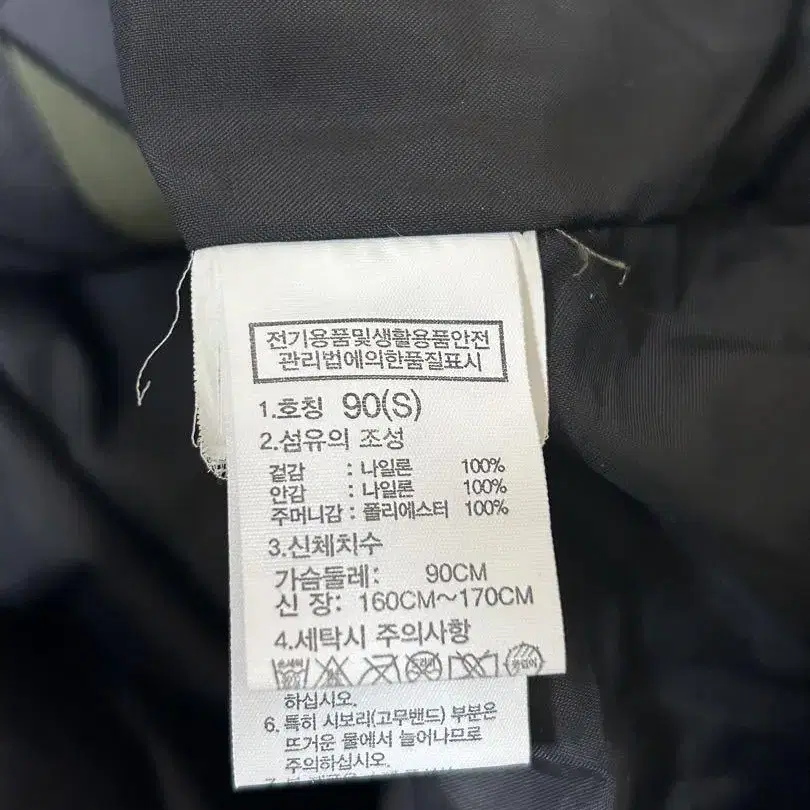 전기용품및생활용품안전
관리법에의한품질표시
1.호칭 90(S)
2.섬유의 조성
겉감 : 나일론 100%
안감 : 나일론 100%
주머니감 : 폴리에스터 100%
3.신체치수
가슴둘레: 90CM
신 장: 160CM~170CM
4.세탁시 주의사항
하십시오.
6. 특히 시보리(고무밴드) 부분은
뜨거운 물에서 늘어나므로
주의하십시오.